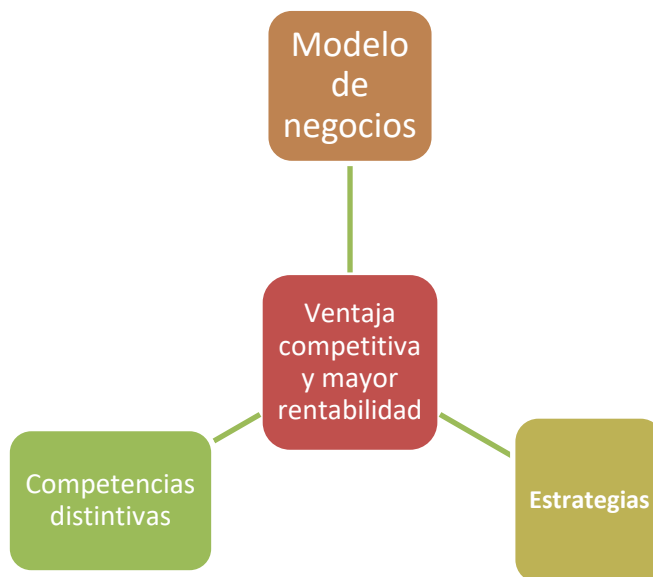 Modelo
de
negocios
Ventaja
competitiva
y mayor
rentabilidad
Competencias
distintivas
Estrategias